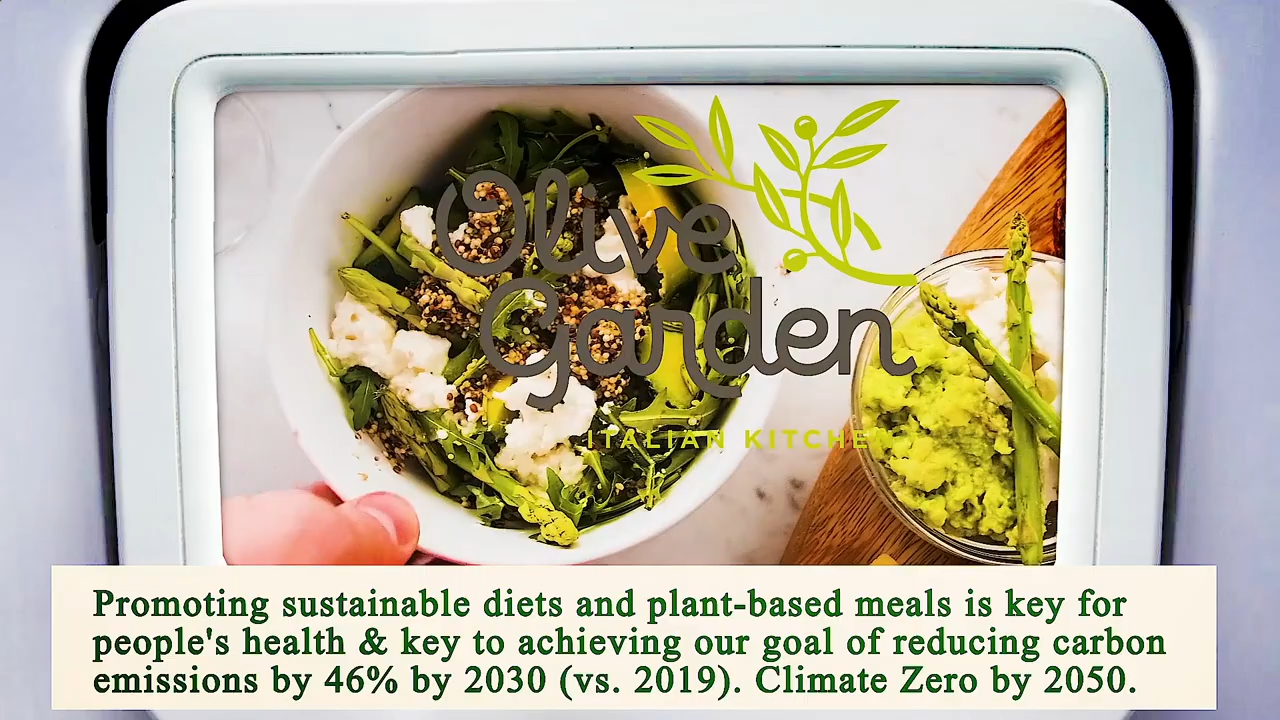 Olive
Garden
ITALIAN KITCHEN
Promoting sustainable diets and plant-based meals is key for
people's health & key to achieving our goal of reducing carbon
emissions by 46% by 2030 (vs. 2019). Climate Zero by 2050.